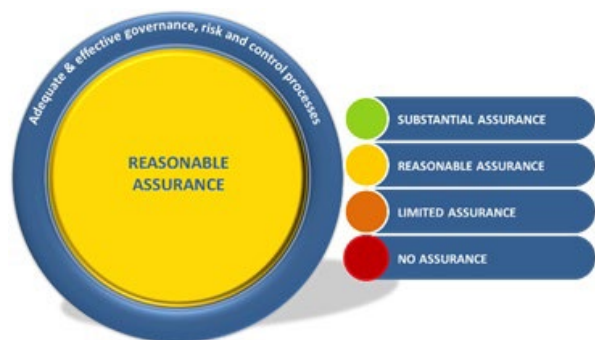 Adequate & effective governance, risk and control processes
REASONABLE
ASSURANCE
SUBSTANTIAL ASSURANCE
REASONABLE ASSURANCE
LIMITED ASSURANCE
NO ASSURANCE